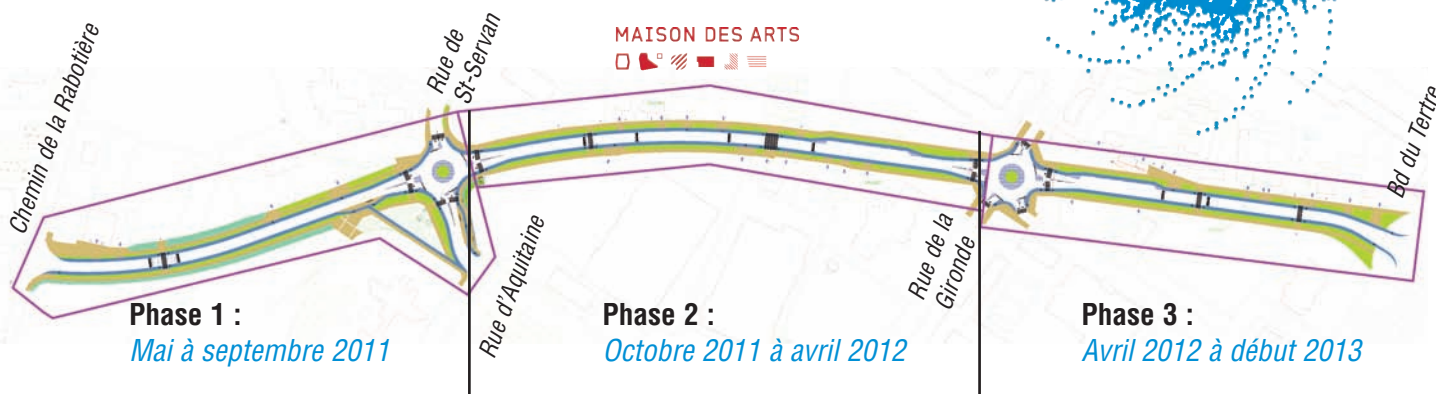 MAISON DES ARTS
Chemin de la Rabotière
Rue de
St-Servan
Rue d'Aquitaine
Rue de la
Gironde
Bd du Tertre
Phase 1 :
Mai à septembre 2011
Phase 2 :
Octobre 2011 à avril 2012
Phase 3 :
Avril 2012 à début 2013